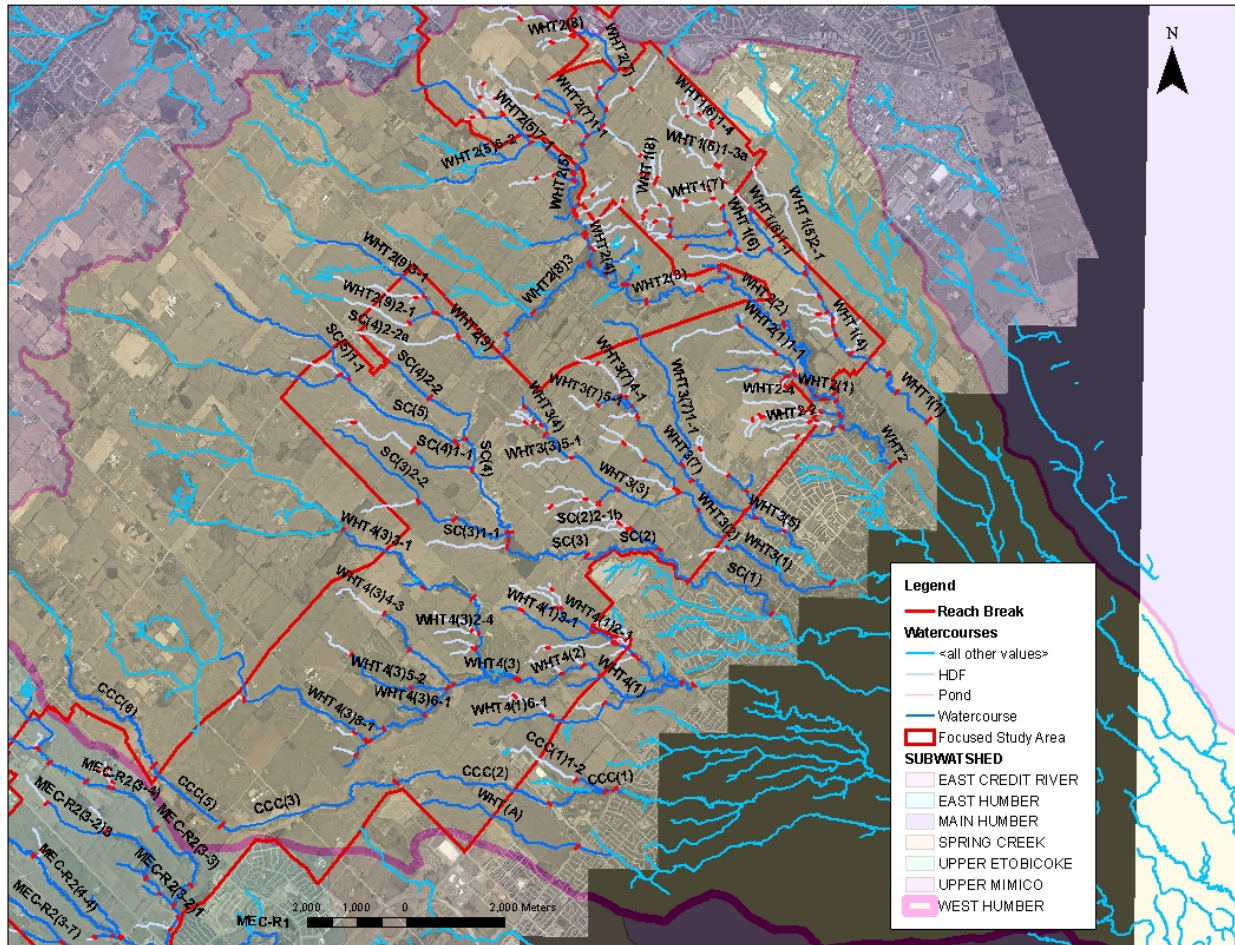 WHT2(8)
N
WHT2(7)
WHT1(6)1-4
WHT2(7)1-1
WHT2(5)7-1
WHT2(5)6-2
WHT1(8)
WHT2(5)
WHT1(7)
WHT1(6)
WHT1(5)2-1
WHT2(4)
WHT2(9)3-1
WHT2(8)3
WHT2(3)
WHT2(9)2-1
WHT2(2)
SC(4)2-2a
WHT2(9)
WHT2(1)1-1
WHT1(4)
SC(5)1-1
SC(4)2-2
WHT3(7)4-1
WHT3(7)5-1
WHT2-4
WHT2(1)
WHT1(1)
SC(5)
WHT3(4)
WHT3(7)1-1
WHT2-2
SC(4)1-1
WHT3(3)5-1
WHT2
SC(4)
WHT3(7)
SC(3)2-2
WHT3(3)
SC(2)2-1b
WHT3(5)
SC(3)1-1
SC(3)
SC(2)
WHT3(2)
WHT3(1)
WHT4(3)3-1
SC(1)
WHT4(3)4-3
WHT4(1)3-1
WHT4(1)2-1
WHT4(3)2-4
WHT4(3)5-2
WHT4(3)
WHT4(2)
WHT4(1)
WHT4(3)6-1
WHT4(1)6-1
CCC(6)
WHT4(3)8-1
CCC(1)1-2
CCC(2)
CCC(1)
MEC-R2(3-4)
CCC(5)
CCC(3)
WHT(A)
MEC-R2(3-2)3
MEC-R2(3-3)
MEC-R2(4-4)
MEC-R2(3-2)1
MEC-R2(3-7)
MEC-R1
2,000 1,000 0 2,000 Meters
Legend
Reach Break
Watercourses
<all other values>
HDF
Pond
Watercourse
Focused Study Area
SUBWATSHED
EAST CREDIT RIVER
EAST HUMBER
MAIN HUMBER
SPRING CREEK
UPPER ETOBICOKE
UPPER MIMICO
WEST HUMBER